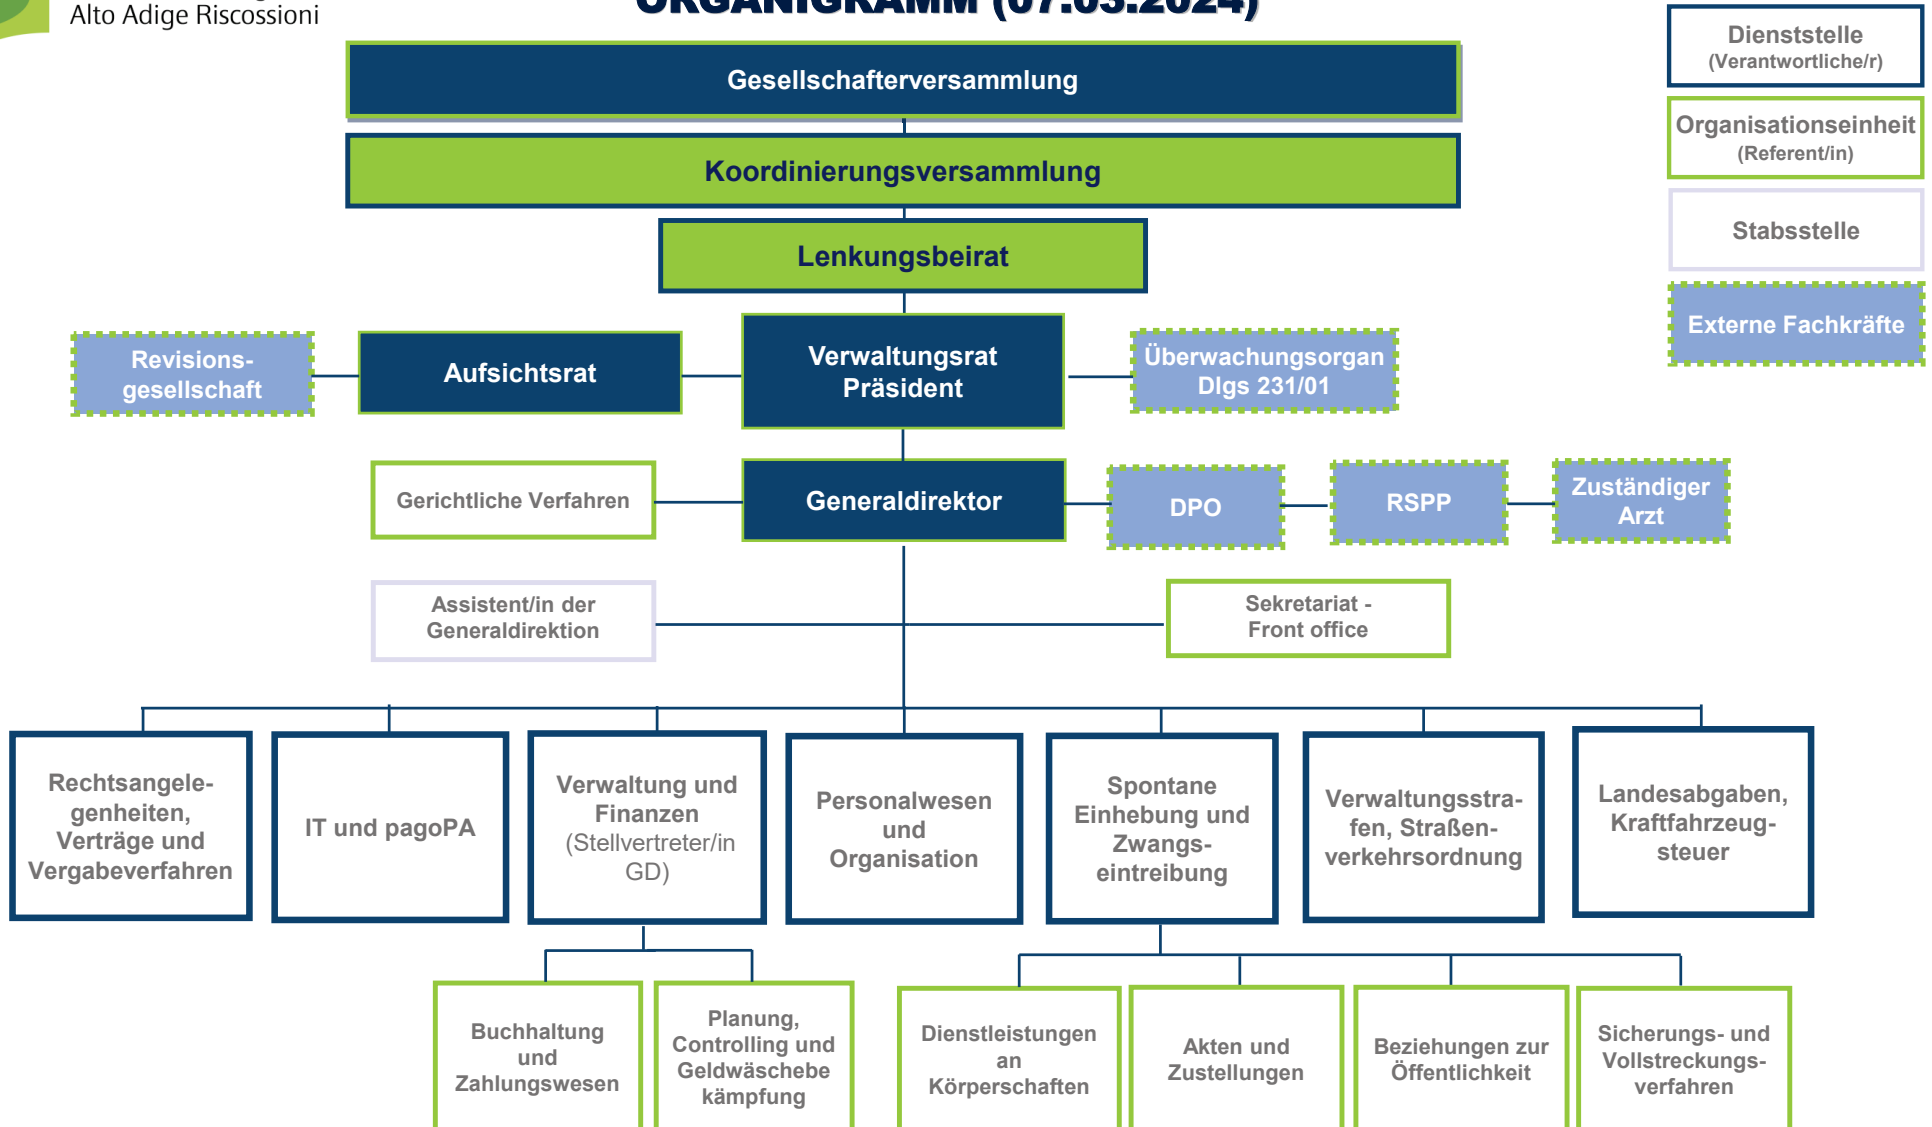 ORGANIGRAMM (07.03.2024)
Alto Adige Riscossioni
Dienststelle
(Verantwortliche/r)
Organisationseinheit
(Referent/in)
Stabsstelle
Externe Fachkräfte
Gesellschafterversammlung
Koordinierungsversammlung
Lenkungsbeirat
Revisions-
gesellschaft
Aufsichtsrat
Verwaltungsrat
Präsident
Überwachungsorgan
Dlgs 231/01
Gerichtliche Verfahren
Generaldirektor
DPO
RSPP
Zuständiger
Arzt
Assistent/in der
Generaldirektion
Sekretariat -
Front office
Rechtsangele-
genheiten,
Verträge und
Vergabeverfahren
IT und pagoPA
Verwaltung und
Finanzen
(Stellvertreter/in
GD)
Personalwesen
und
Organisation
Spontane
Einhebung und
Zwangs-
eintreibung
Verwaltungsstra-
fen, Straßen-
verkehrsordnung
Landesabgaben,
Kraftfahrzeug-
steuer
Buchhaltung
und
Zahlungswesen
Planung,
Controlling und
Geldwäschebe
kämpfung
Dienstleistungen
an
Körperschaften
Akten und
Zustellungen
Beziehungen zur
Öffentlichkeit
Sicherungs- und
Vollstreckungs-
verfahren